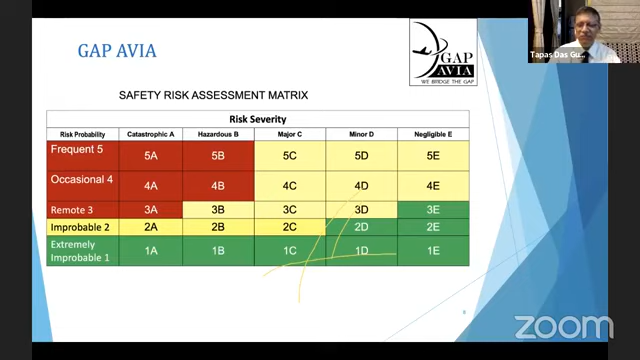 GAP AVIA
GAP
AVIA
WE BRIDGE THE GAP
Tapas Das Gu...
SAFETY RISK ASSESSMENT MATRIX
Risk Severity
Risk Probability Catastrophic A Hazardous B Major C Minor D Negligible E
Frequent 5 5A 5B 5C 5D 5E
Occasional 4 4A 4B 4C 4D 4E
Remote 3 3A 3B 3C 3D 3E
Improbable 2 2A 2B 2C 2D 2E
Extremely
Improbable 1 1A 1B 1C 1D 1E
8
zoom